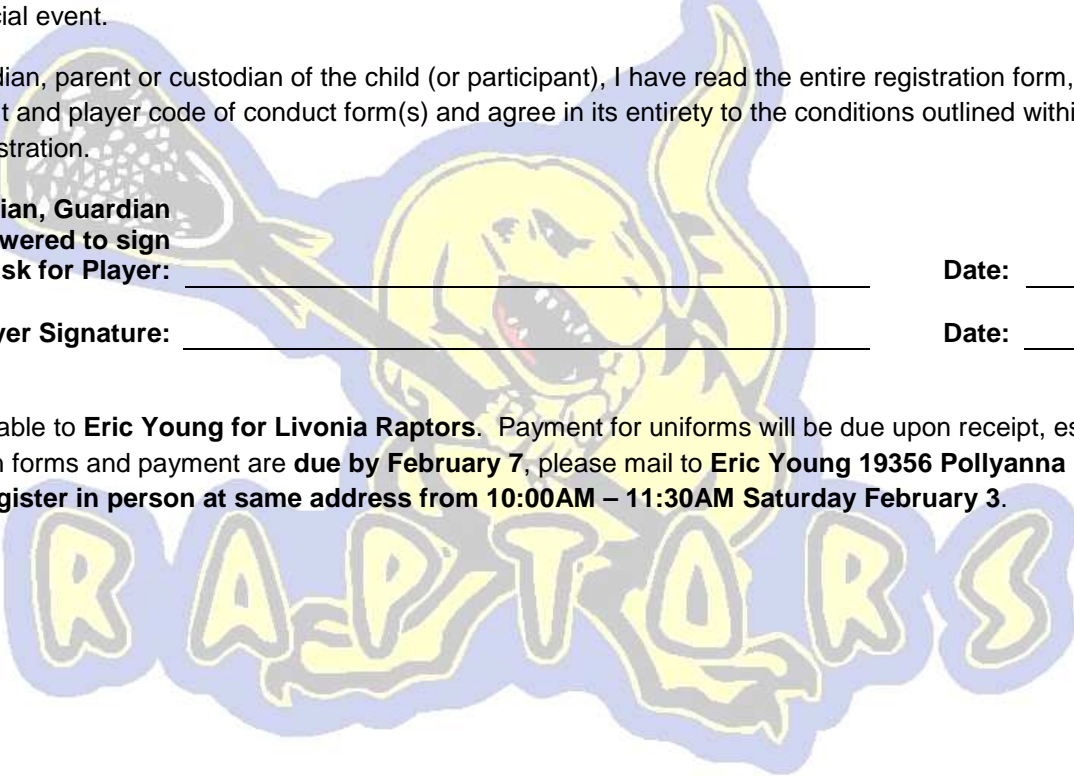 cial event.
dian, parent or custodian of the child (or participant), I have read the entire registration form,
t and player code of conduct form(s) and agree in its entirety to the conditions outlined withi
stration.
ian, Guardian
wered to sign
sk for Player: Date:
yer Signature: Date:
able to Eric Young for Livonia Raptors. Payment for uniforms will be due upon receipt, es
n forms and payment are due by February 7, please mail to Eric Young 19356 Pollyanna
egister in person at same address from 10:00AM – 11:30AM Saturday February 3.
RAPTORS